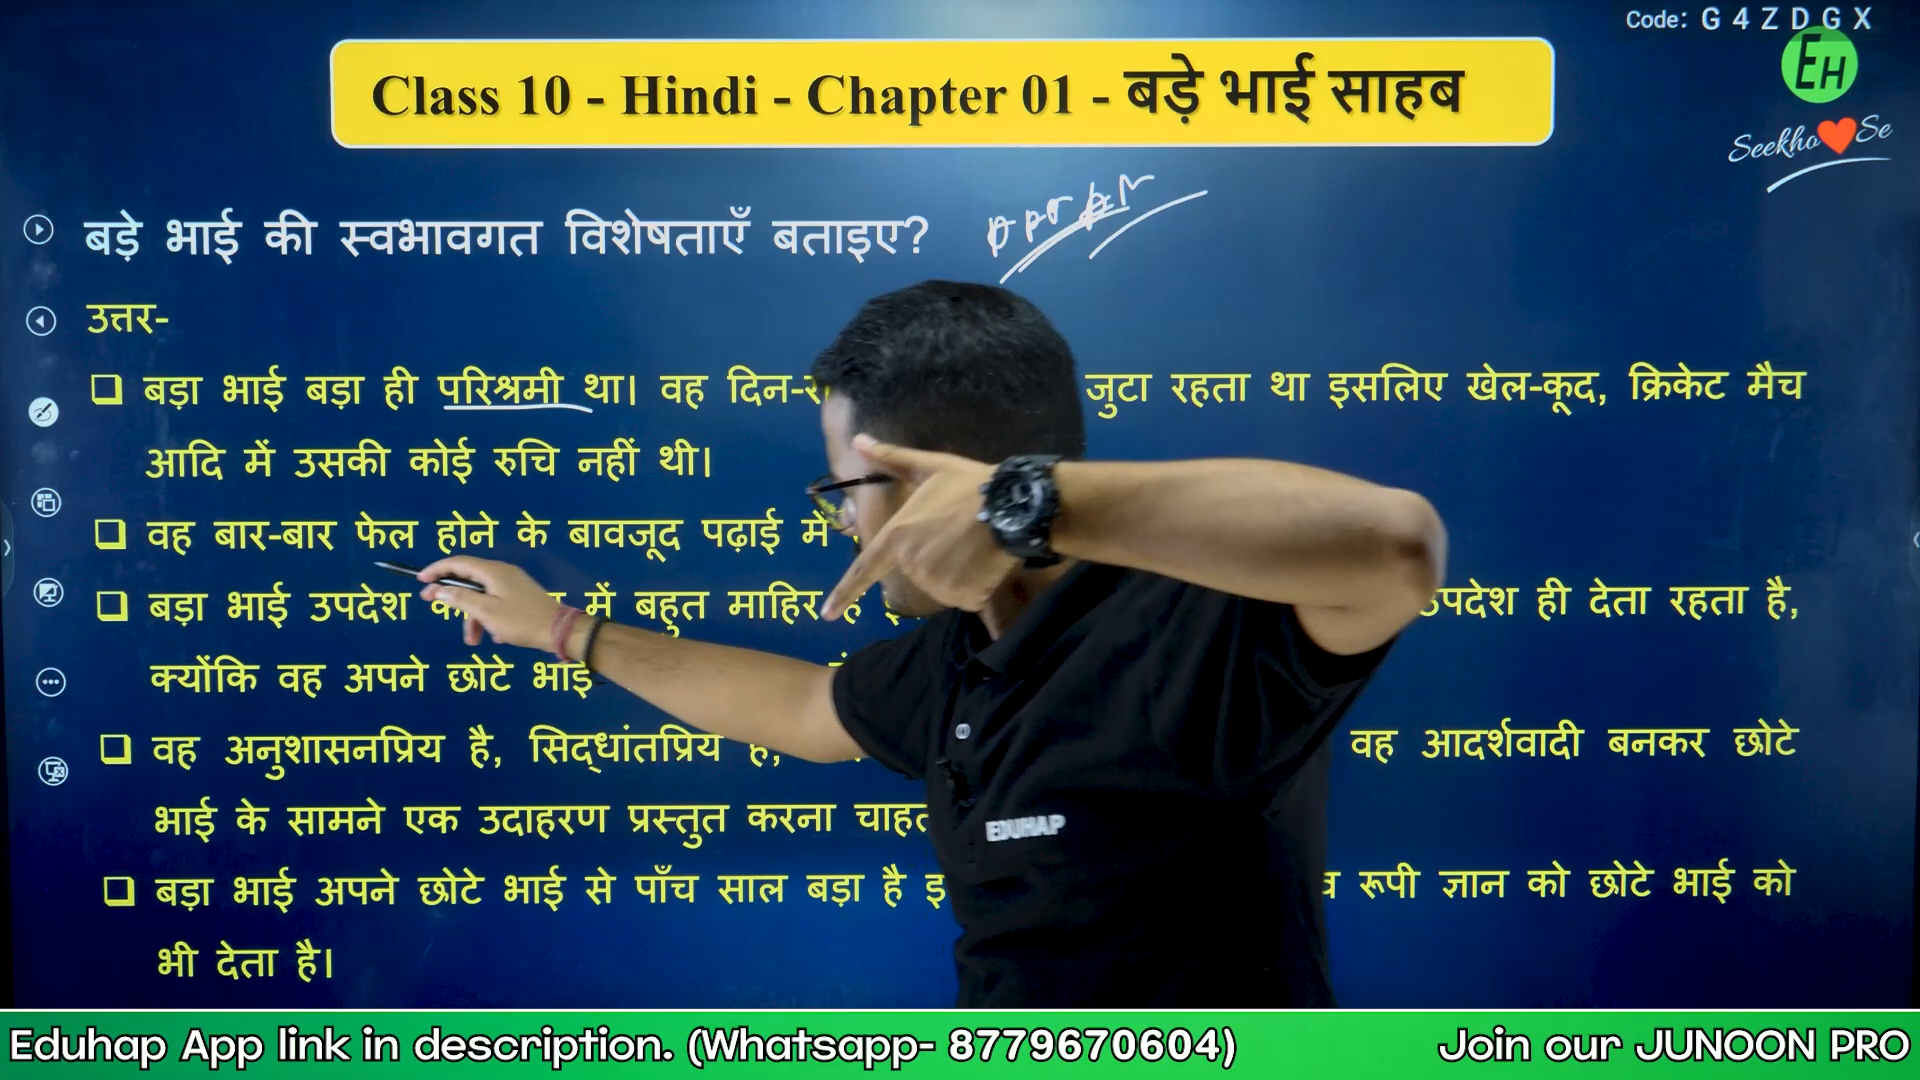 Code: G 4 Z D G X
EH
Seekho Se
Class 10 - Hindi - Chapter 01 - बड़े भाई साहब
बड़े भाई की स्वभावगत विशेषताएँ बताइए?
उत्तर-
बड़ा भाई बड़ा ही परिश्रमी था। वह जुटा रहता था इसलिए खेल-कूद, क्रिकेट मैच
आदि में उसकी कोई रुचि नहीं थी।
वह बार-बार फेल होने के बावजूद पढ़ाई में
बड़ा भाई उपदेश में बहुत माहिर है उपदेश ही देता रहता है,
क्योंकि वह अपने छोटे भाई
वह अनुशासनप्रिय है, सिद्धांतप्रिय है, वह आदर्शवादी बनकर छोटे
भाई के सामने एक उदाहरण प्रस्तुत करना
बड़ा भाई अपने छोटे भाई से पाँच साल बड़ा है रूपी ज्ञान को छोटे भाई को
भी देता है।
EDUHAP
Eduhap App link in description. (Whatsapp- 8779670604) Join our JUNOON PRO